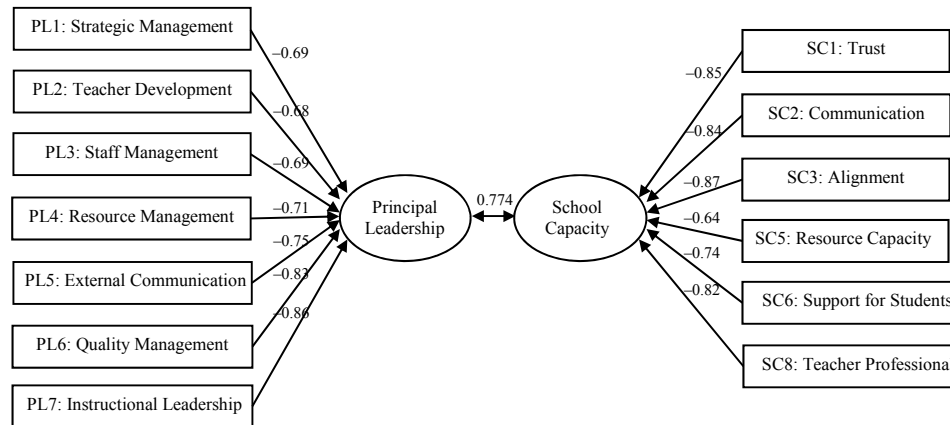 PL1: Strategic Management
PL2: Teacher Development
PL3: Staff Management
PL4: Resource Management
PL5: External Communication
PL6: Quality Management
PL7: Instructional Leadership
–0.69
–0.68
–0.69
–0.71
–0.75
–0.83
–0.86
Principal
Leadership
0.774
School
Capacity
–0.85
–0.84
–0.87
–0.64
–0.74
–0.82
SC1: Trust
SC2: Communication
SC3: Alignment
SC5: Resource Capacity
SC6: Support for Students
SC8: Teacher Professiona